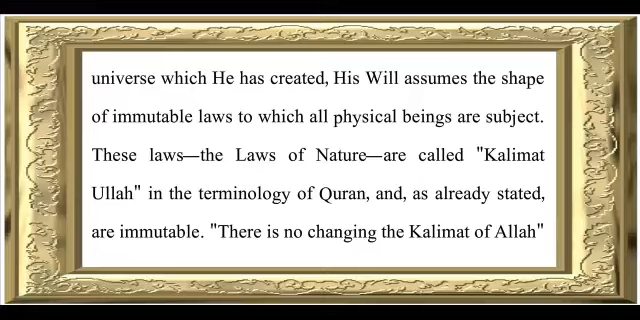 universe which He has created, His Will assumes the shape
of immutable laws to which all physical beings are subject.
These laws—the Laws of Nature—are called "Kalimat
Ullah" in the terminology of Quran, and, as already stated,
are immutable. "There is no changing the Kalimat of Allah"